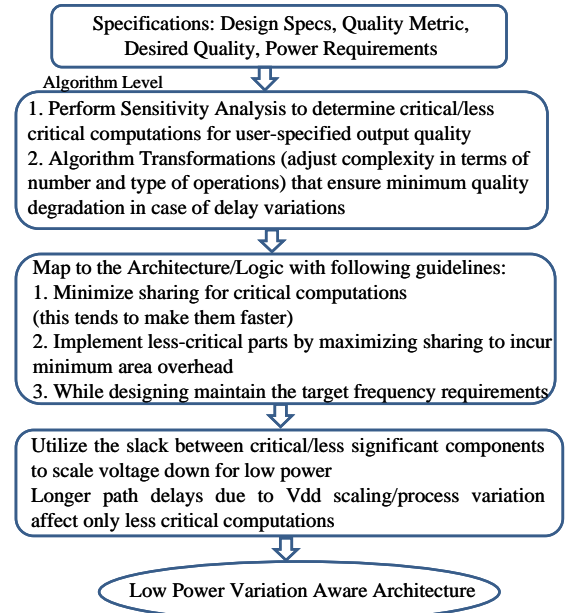 Specifications: Design Specs, Quality Metric,
Desired Quality, Power Requirements
Algorithm Level
1. Perform Sensitivity Analysis to determine critical/less
critical computations for user-specified output quality
2. Algorithm Transformations (adjust complexity in terms of
number and type of operations) that ensure minimum quality
degradation in case of delay variations
Map to the Architecture/Logic with following guidelines:
1. Minimize sharing for critical computations
(this tends to make them faster)
2. Implement less-critical parts by maximizing sharing to incur
minimum area overhead
3. While designing maintain the target frequency requirements
Utilize the slack between critical/less significant components
to scale voltage down for low power
Longer path delays due to Vdd scaling/process variation
affect only less critical computations
Low Power Variation Aware Architecture